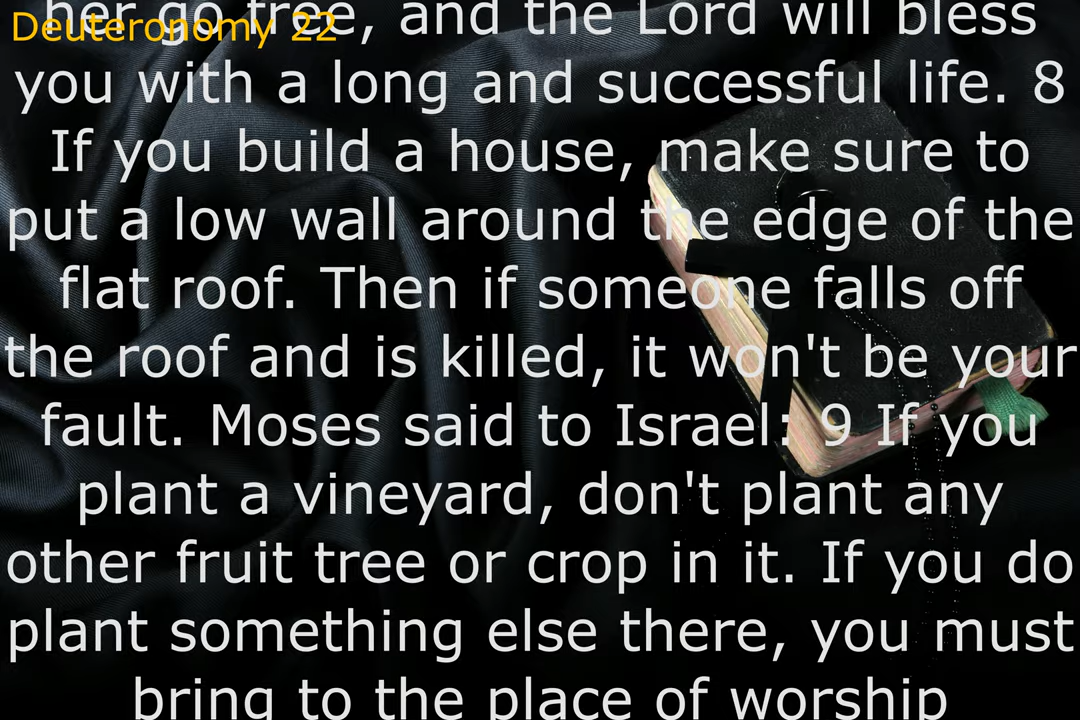 Deuteronomy 22
her go free, and the Lord will bless
you with a long and successful life. 8
If you build a house, make sure to
put a low wall around the edge of the
flat roof. Then if someone falls off
the roof and is killed, it won't be your
fault. Moses said to Israel: 9 If you
plant a vineyard, don't plant any
other fruit tree or crop in it. If you do
plant something else there, you must
bring to the place of worship